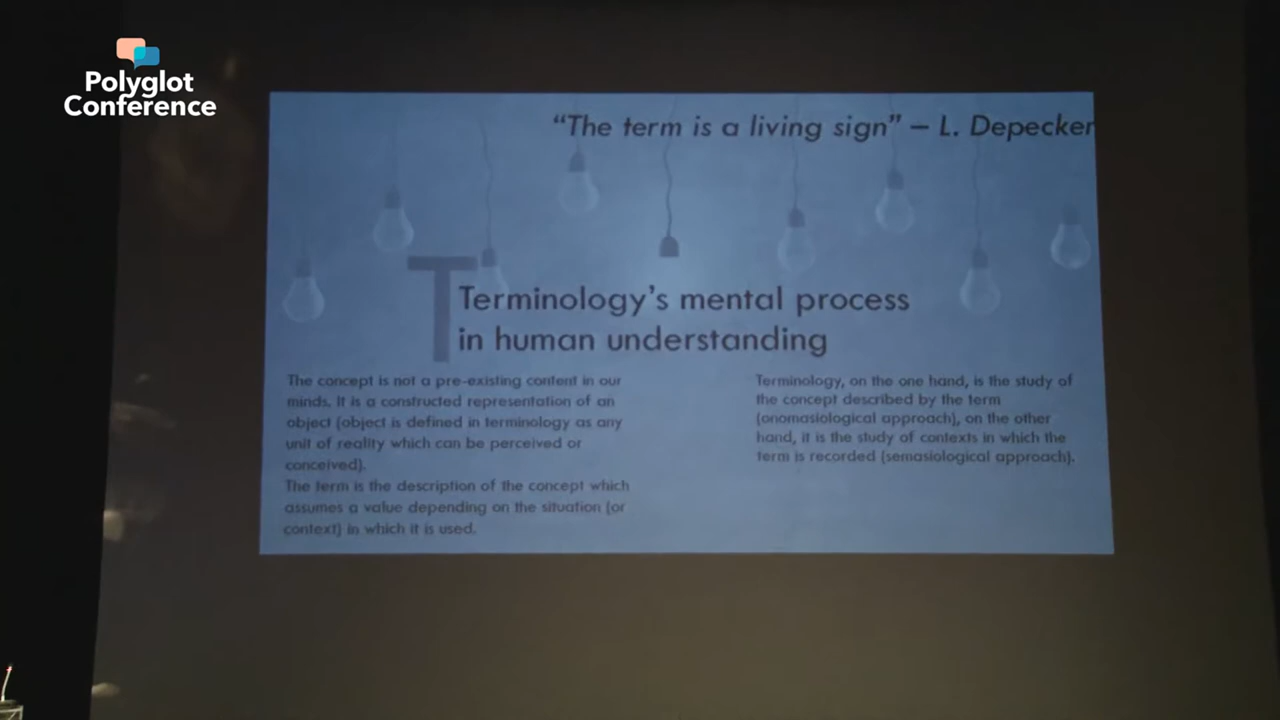 Polyglot
Conference
“The term is a living sign” – L. Depecker
T
Terminology’s mental process
in human understanding
The concept is not a pre-existing content in our
minds. It is a constructed representation of an
object (object is defined in terminology as any
unit of reality which can be perceived or
conceived).
The term is the description of the concept which
assumes a value depending on the situation (or
context) in which it is used.
Terminology, on the one hand, is the study of
the concept described by the term
(onomasiological approach), on the other
hand, it is the study of contexts in which the
term is recorded (semasiological approach).